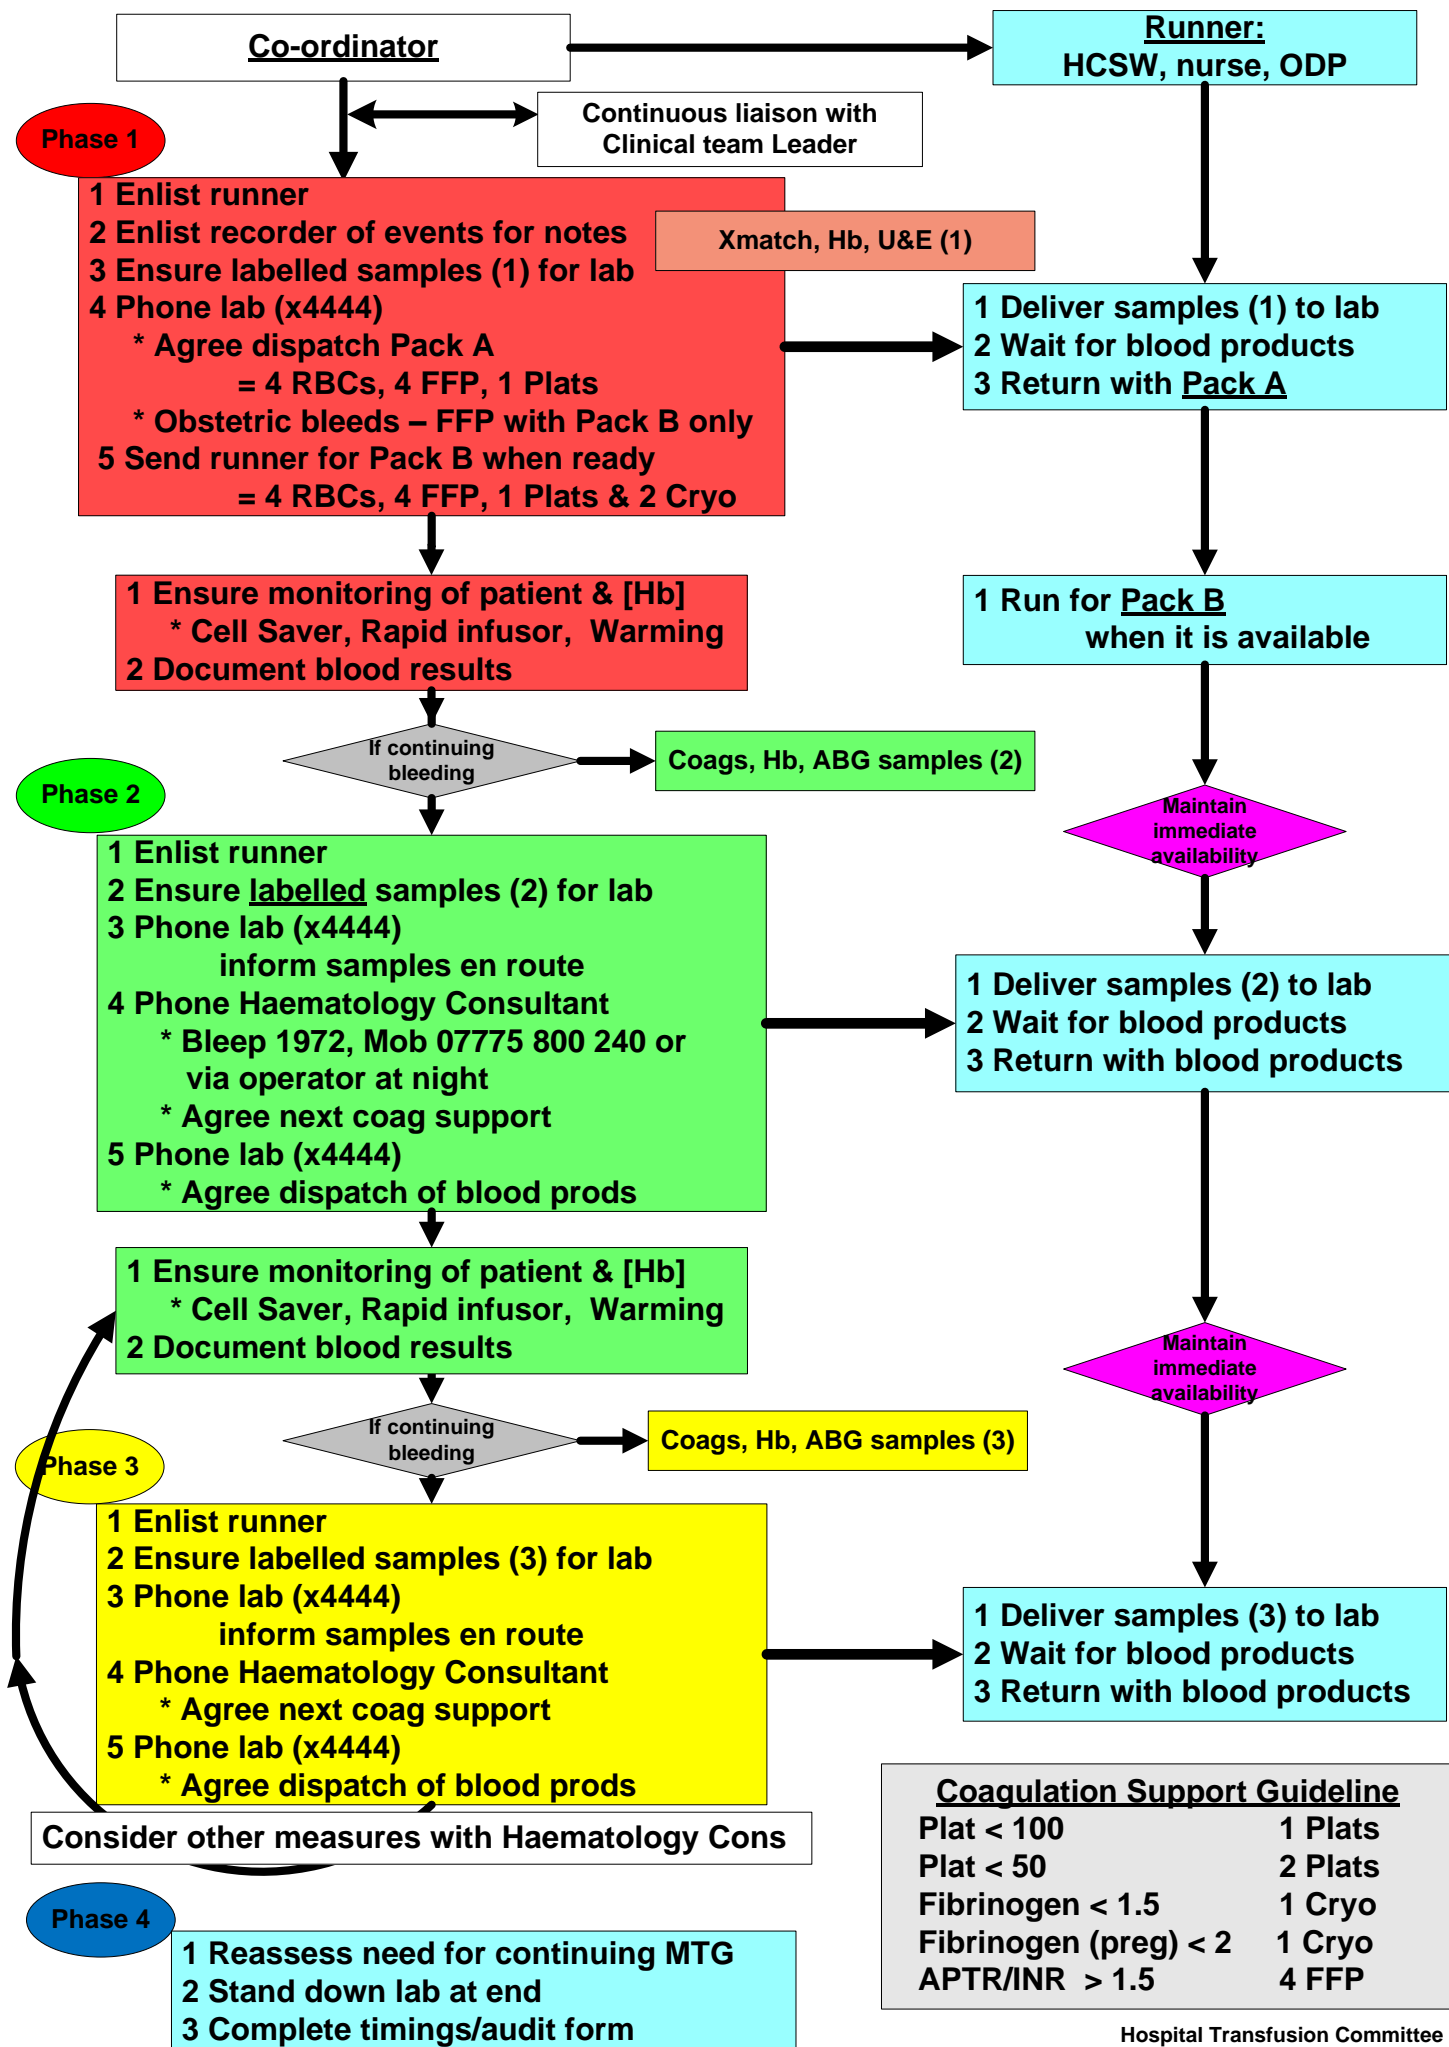 Co-ordinator
Runner:
HCSW, nurse, ODP
Continuous liaison with
Clinical team Leader
Phase 1
1 Enlist runner
2 Enlist recorder of events for notes
3 Ensure labelled samples (1) for lab
4 Phone lab (x4444)
* Agree dispatch Pack A
= 4 RBCs, 4 FFP, 1 Plats
* Obstetric bleeds – FFP with Pack B only
5 Send runner for Pack B when ready
= 4 RBCs, 4 FFP, 1 Plats & 2 Cryo
Xmatch, Hb, U&E (1)
1 Deliver samples (1) to lab
2 Wait for blood products
3 Return with Pack A
1 Ensure monitoring of patient & [Hb]
* Cell Saver, Rapid infusor, Warming
2 Document blood results
1 Run for Pack B
when it is available
If continuing
bleeding
Coags, Hb, ABG samples (2)
Phase 2
Maintain
immediate
availability
1 Enlist runner
2 Ensure labelled samples (2) for lab
3 Phone lab (x4444)
inform samples en route
4 Phone Haematology Consultant
* Bleep 1972, Mob 07775 800 240 or
via operator at night
* Agree next coag support
5 Phone lab (x4444)
* Agree dispatch of blood prods
1 Deliver samples (2) to lab
2 Wait for blood products
3 Return with blood products
1 Ensure monitoring of patient & [Hb]
* Cell Saver, Rapid infusor, Warming
2 Document blood results
Maintain
immediate
availability
If continuing
bleeding
Coags, Hb, ABG samples (3)
Phase 3
1 Enlist runner
2 Ensure labelled samples (3) for lab
3 Phone lab (x4444)
inform samples en route
4 Phone Haematology Consultant
* Agree next coag support
5 Phone lab (x4444)
* Agree dispatch of blood prods
1 Deliver samples (3) to lab
2 Wait for blood products
3 Return with blood products
Consider other measures with Haematology Cons
Coagulation Support Guideline
Plat < 100 1 Plats
Plat < 50 2 Plats
Fibrinogen < 1.5 1 Cryo
Fibrinogen (preg) < 2 1 Cryo
APTR/INR > 1.5 4 FFP
Phase 4
1 Reassess need for continuing MTG
2 Stand down lab at end
3 Complete timings/audit form
Hospital Transfusion Committee